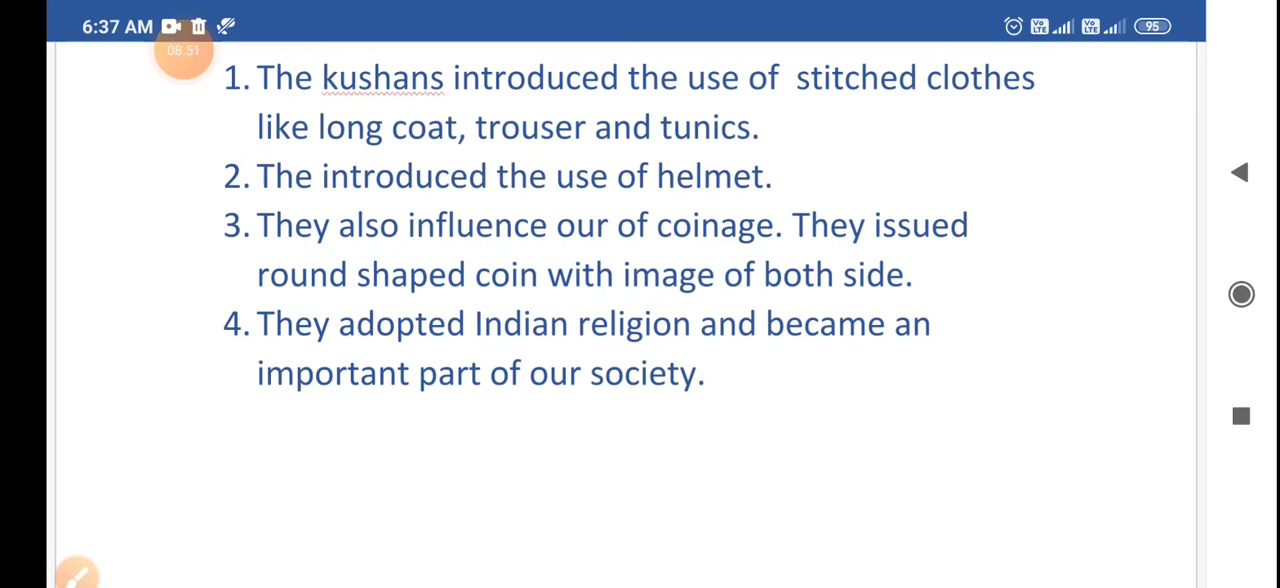 6:37 AM
95
08:51
1. The kushans introduced the use of stitched clothes
like long coat, trouser and tunics.
2. The introduced the use of helmet.
3. They also influence our of coinage. They issued
round shaped coin with image of both side.
4. They adopted Indian religion and became an
important part of our society.